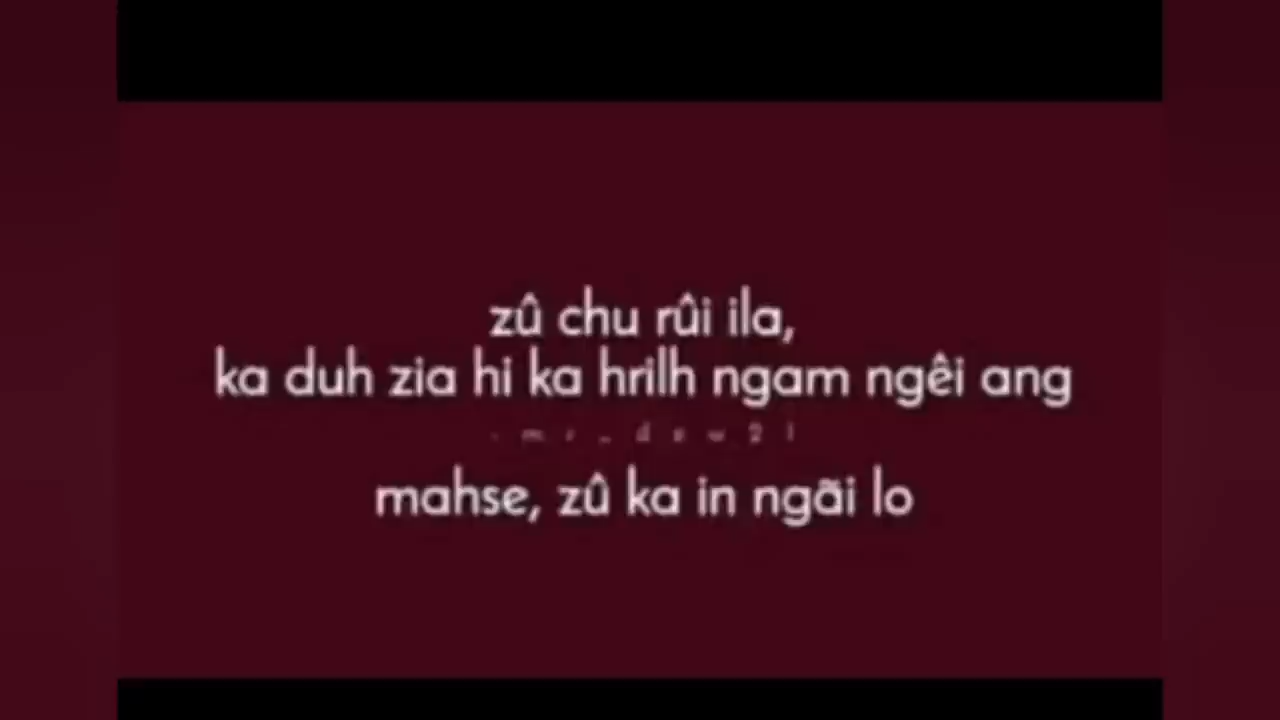 zû chu rûi ila,
ka duh zia hi ka hrilh ngam ngêi ang
mahse, zû ka in ngãi lo